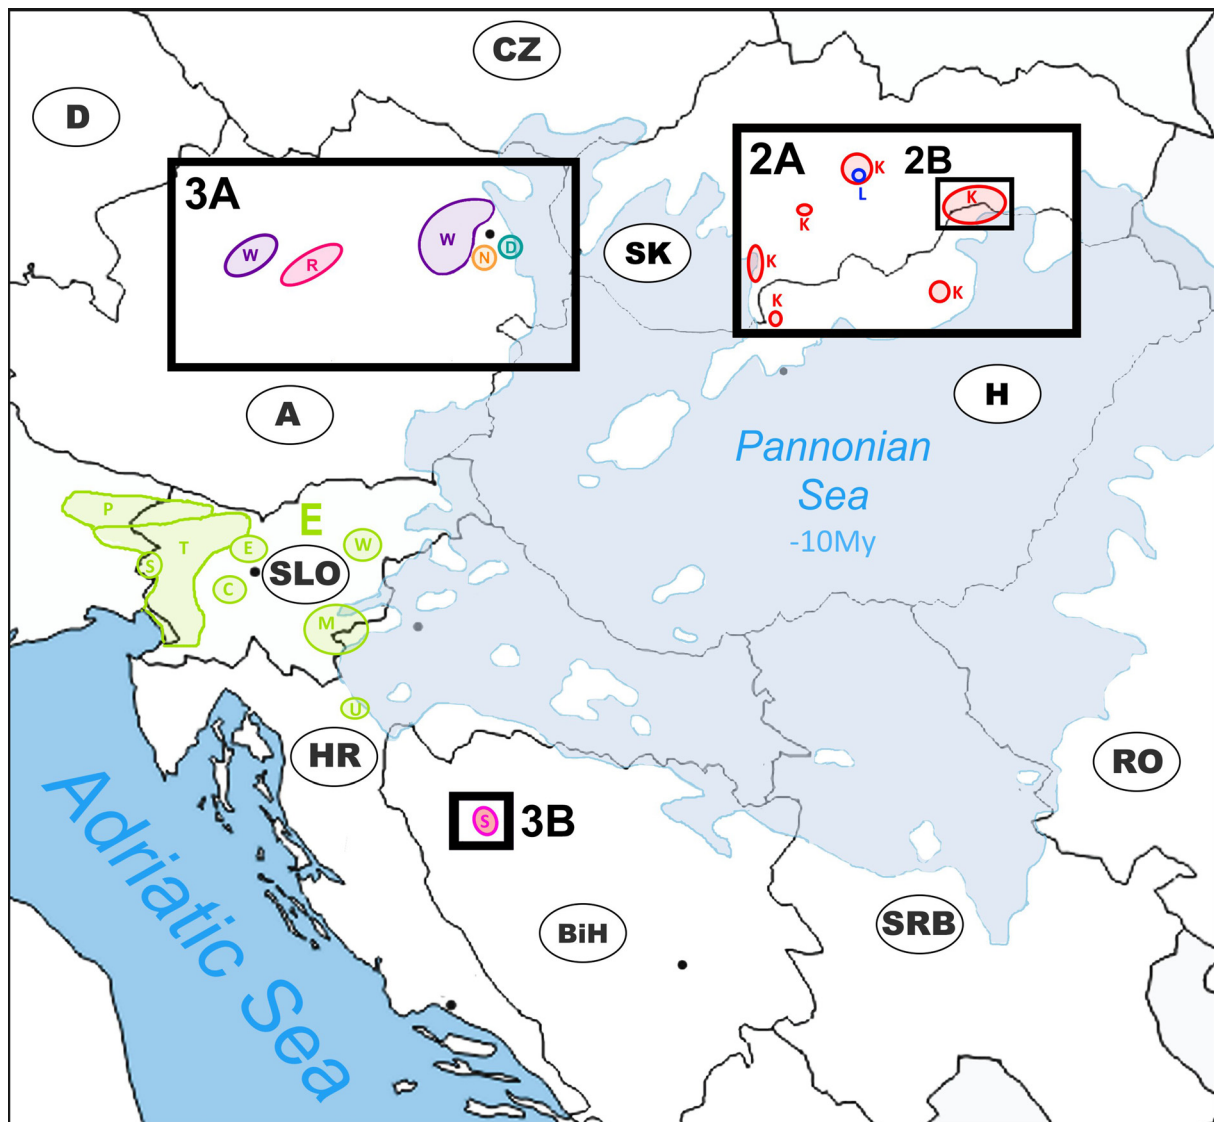 CZ
D
3A
W
R
W
N
D
2A
K
L
2B
K
K
K
K
K
SK
A
H
Pannonian
Sea
-10My
P
T
S
E
E
C
W
SLO
M
U
HR
S
3B
RO
BiH
SRB
Adriatic Sea